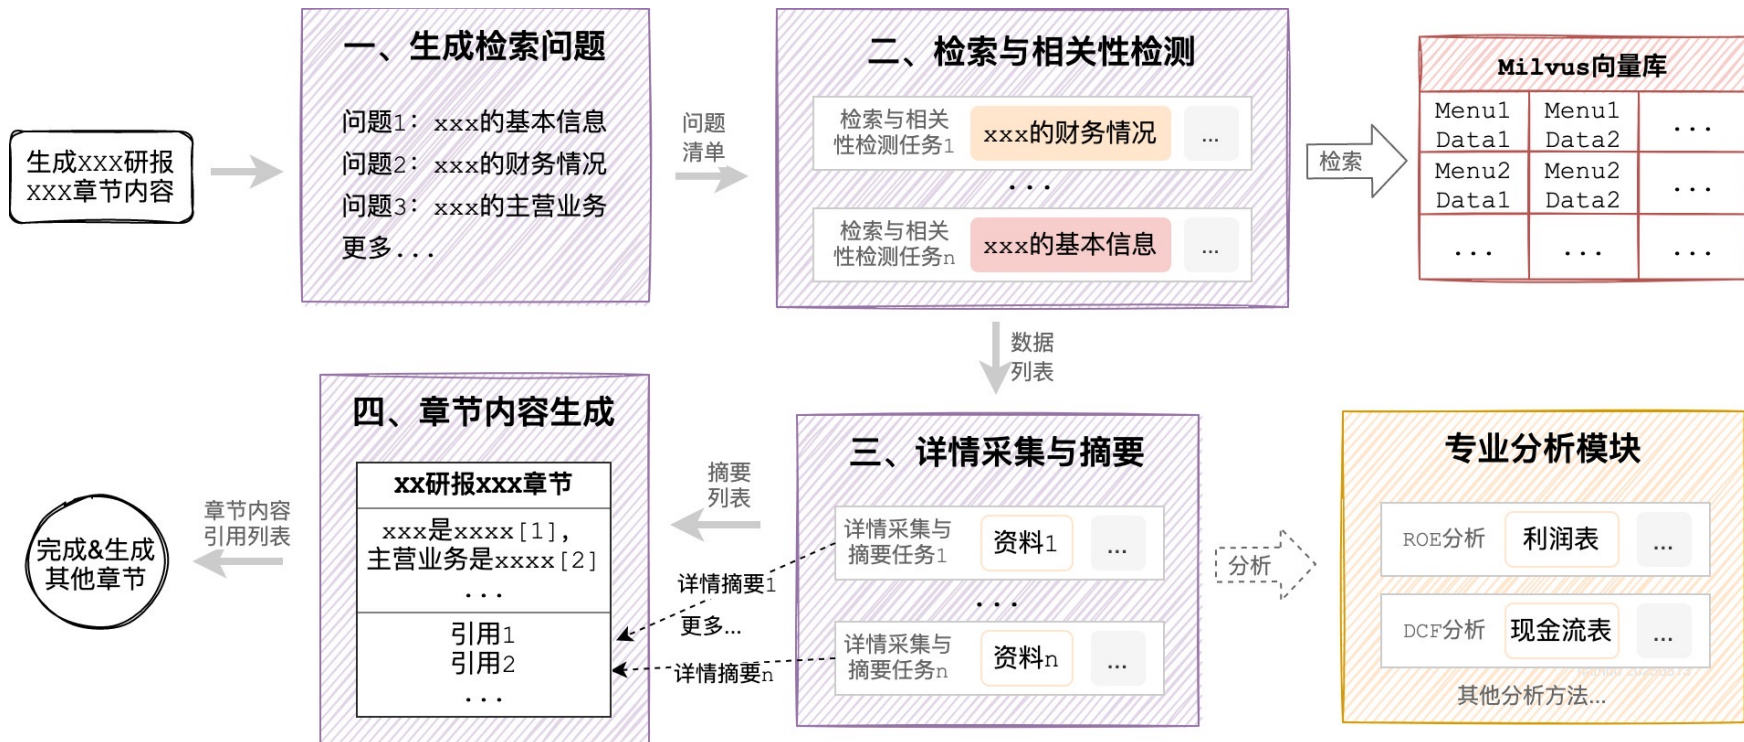 生成xxx研报
xxx章节内容
一、生成检索问题
问题1：xxx的基本信息
问题2：xxx的财务情况
问题3：xxx的主营业务
更多...
问题
清单
二、检索与相关性检测
检索与相关
性检测任务1
xxx的财务情况
...
...
检索与相关
性检测任务n
xxx的基本信息
...
检索
Milvus向量库
Menu1
Data1
Menu1
Data2
...
Menu2
Data1
Menu2
Data2
...
...
...
...
数据
列表
三、详情采集与摘要
详情采集与
摘要任务1
资料1
...
...
详情采集与
摘要任务n
资料n
...
分析
专业分析模块
ROE分析
利润表
...
DCF分析
现金流表
...
其他分析方法...
摘要
列表
详情摘要1
更多...
详情摘要n
四、章节内容生成
xx研报xxx章节
xxx是xxxx[1],
主营业务是xxxx[2]
...
引用1
引用2
...
章节内容
引用列表
完成&生成
其他章节